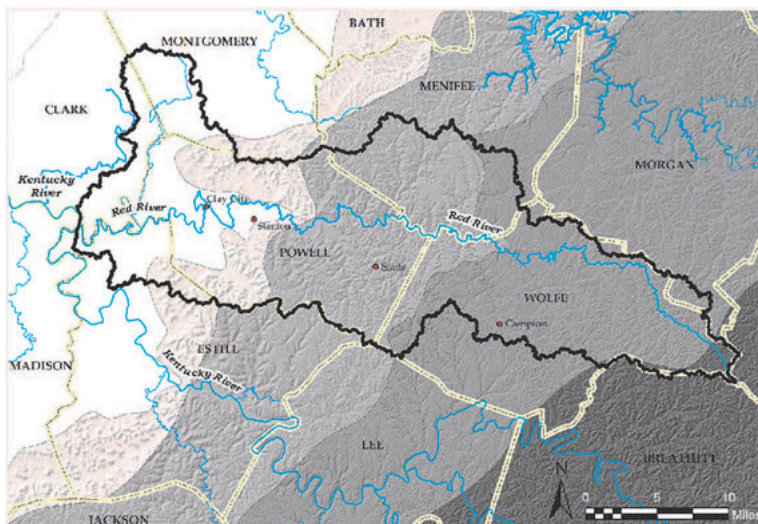 BATH
MONTGOMERY
MENIFEE
CLARK
MORGAN
Kentucky
River
Red River
Clay City
Stanton
Red River
POWELL
Slade
WOLFE
Campton
ESTILL
MADISON
Kentucky
River
LEE
BREATHITT
N
0 5 10
Miles
JACKSON